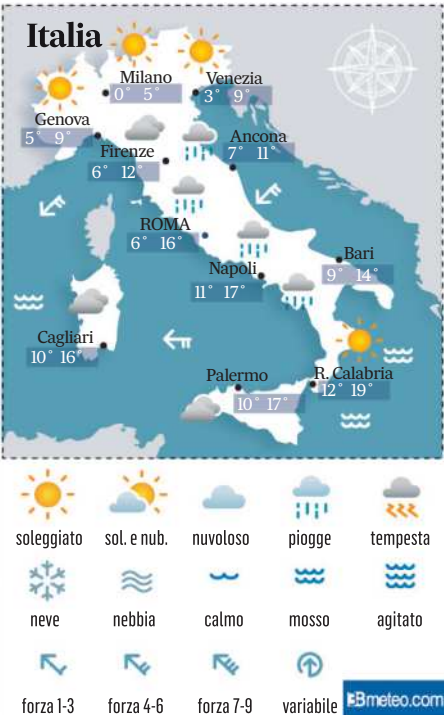 Italia
Milano
0° 5°
Venezia
3° 9°
Genova
5° 9°
Firenze
6° 12°
Ancona
7° 11°
ROMA
6° 16°
Napoli
11° 17°
Bari
9° 14°
Cagliari
10° 16°
Palermo
10° 17°
R. Calabria
12° 19°
soleggiato sol. e nub. nuvoloso piogge tempesta
neve nebbia calmo mosso agitato
forza 1-3 forza 4-6 forza 7-9 variabile
3Bmeteo.com